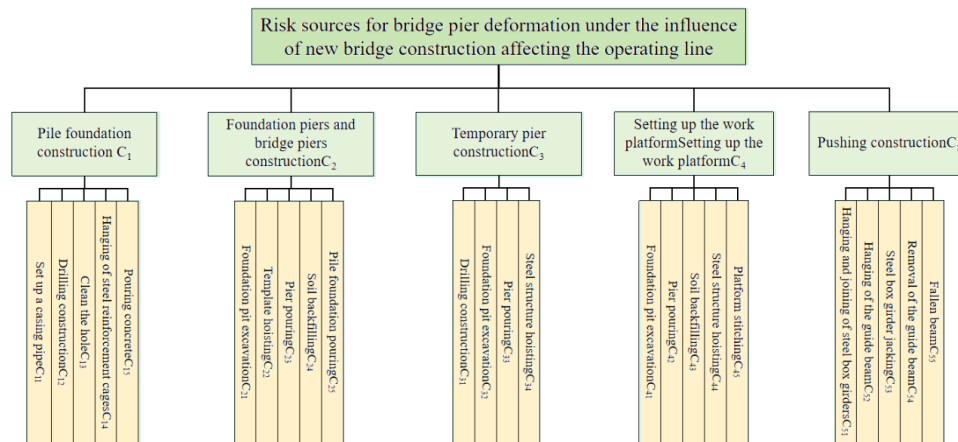 Risk sources for bridge pier deformation under the influence
of new bridge construction affecting the operating line
Pile foundation
construction C₁
Foundation piers and
bridge piers
constructionC₂
Temporary pier
constructionC₃
Setting up the work
platformSetting up the
work platformC₄
Pushing constructionC
Set up a casing pipeC₁₁
Drilling constructionC₁₂
Clean the holeC₁₃
Hanging of steel reinforcement cagesC₁₄
Pouring concreteC₁₅
Foundation pit excavationC₂₁
Template hoistingC₂₂
Pier pouringC₂₃
Soil backfillingC₂₄
Pile foundation pouringC₂₅
Drilling constructionC₃₁
Foundation pit excavationC₃₂
Pier pouringC₃₃
Steel structure hoistingC₃₄
Foundation pit excavationC₄₁
Pier pouringC₄₂
Soil backfillingC₄₃
Steel structure hoistingC₄₄
Platform stitchingC₄₅
Hanging and joining of steel box girdersC₅₁
Hanging of the guide beamC₅₂
Steel box girder jackingC₅₃
Removal of the guide beamC₅₄
Fallen beamC₅₅